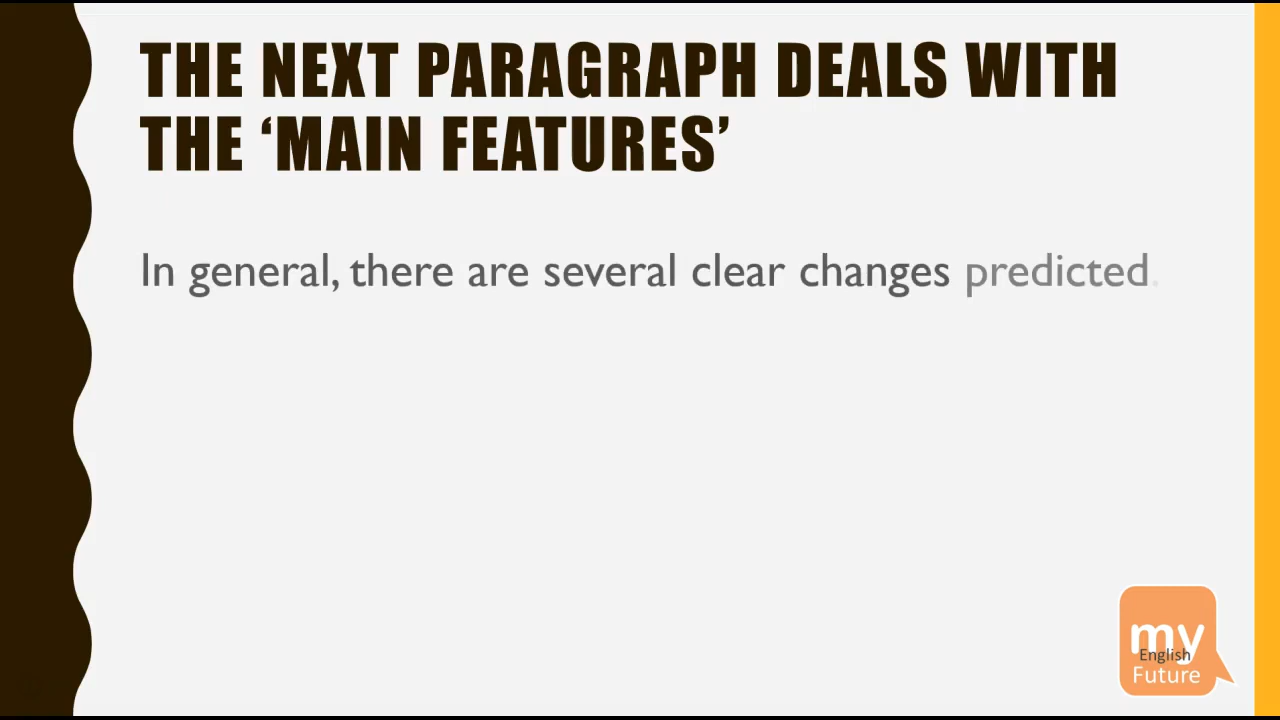 THE NEXT PARAGRAPH DEALS WITH
THE ‘MAIN FEATURES’
In general, there are several clear changes predicted.
my
English
Future